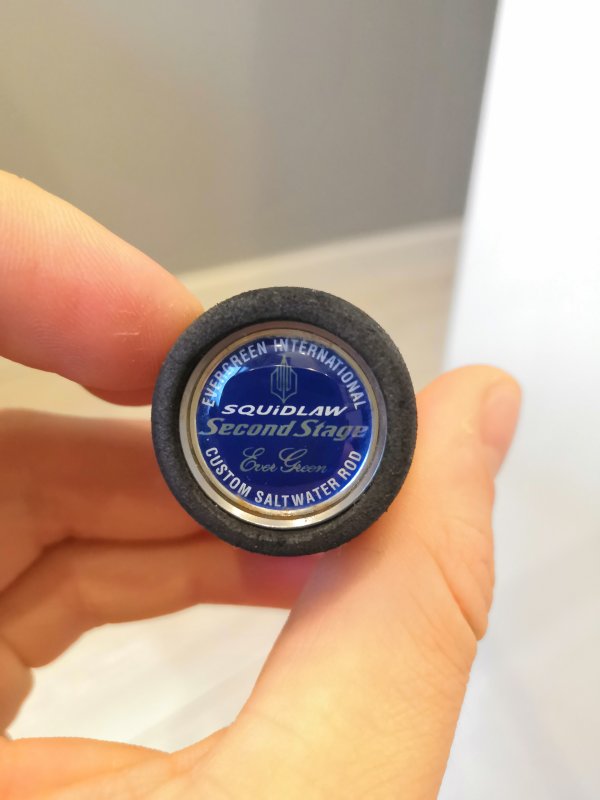 EVERGREEN INTERNATIONAL
SQUiDLAW
Second Stage
Ever Green
CUSTOM SALTWATER ROD